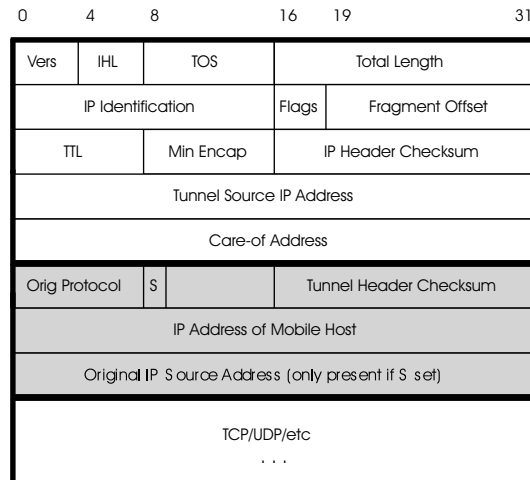 0 4 8 16 19 31
Vers IHL TOS Total Length
IP Identification Flags Fragment Offset
TTL Min Encap IP Header Checksum
Tunnel Source IP Address
Care-of Address
Orig Protocol S Tunnel Header Checksum
IP Address of Mobile Host
Original IP Source Address (only present if S set)
TCP/UDP/etc
. . .